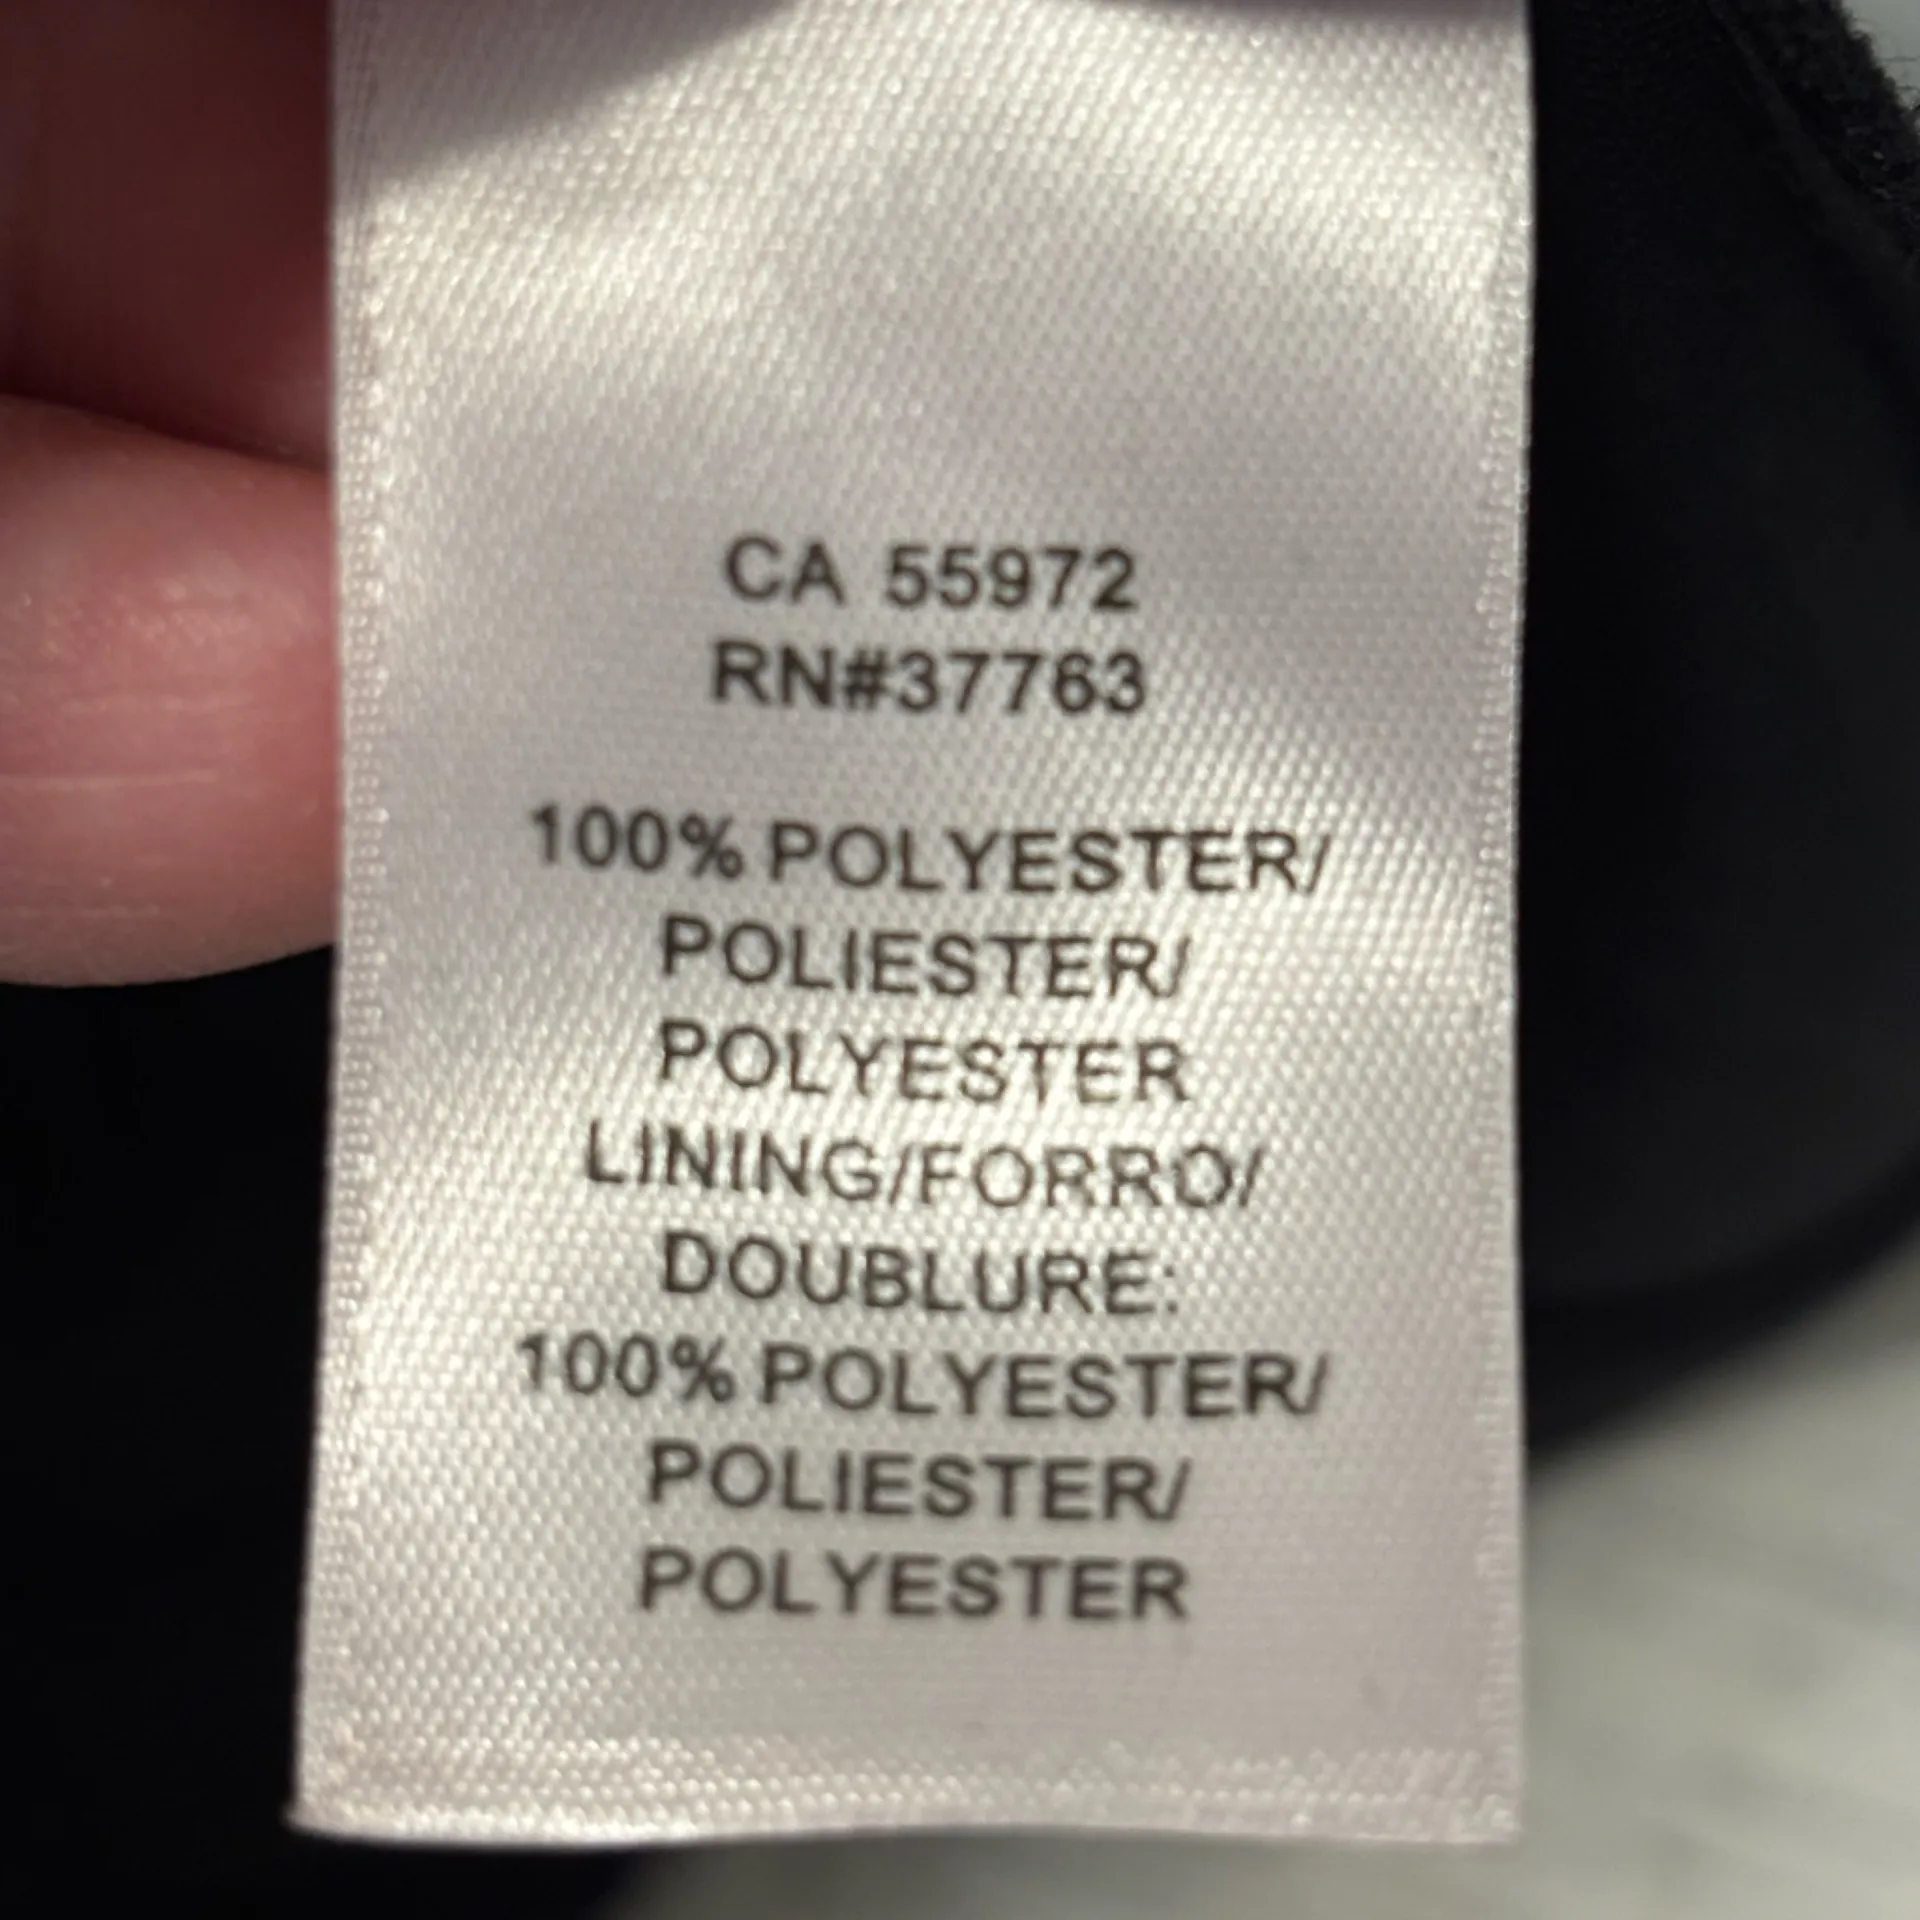 CA 55972
RN#37763
100% POLYESTER/
POLIESTER/
POLYESTER
LINING/FORRO/
DOUBLURE:
100% POLYESTER/
POLIESTER/
POLYESTER